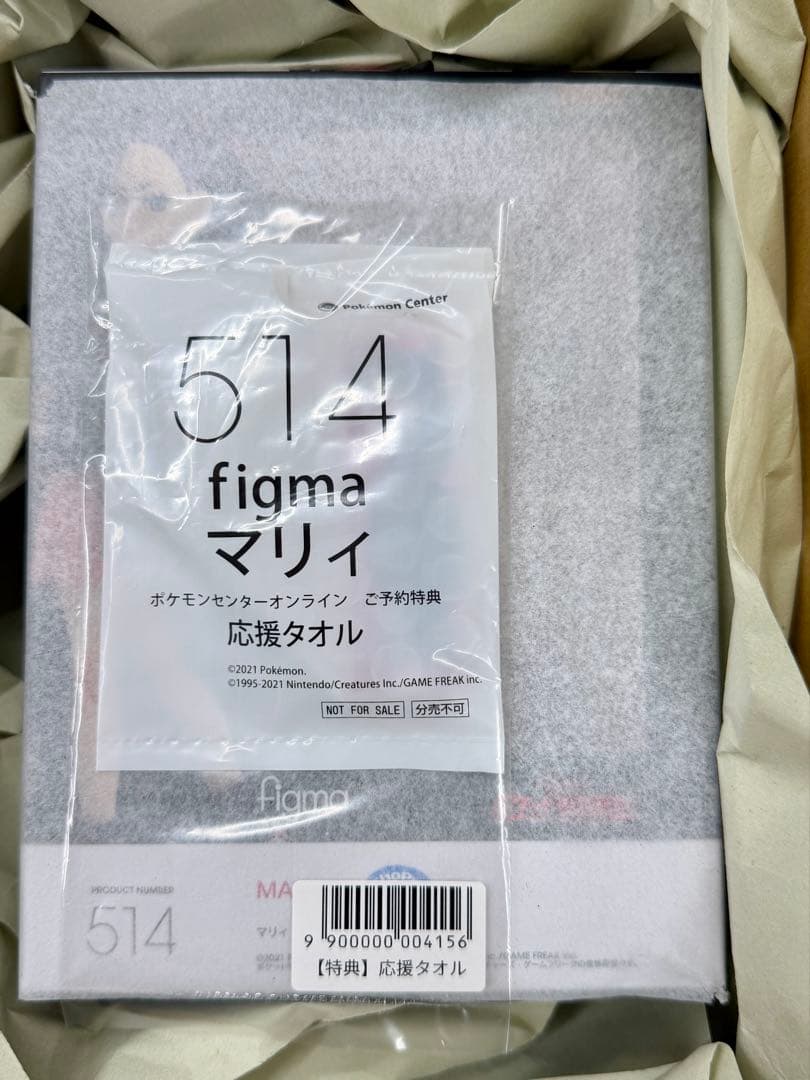 Pokémon Center
514
figma
マリィ
ポケモンセンターオンライン ご予約特典
応援タオル
©2021 Pokémon.
©1995-2021 Nintendo/Creatures Inc./GAME FREAK inc.
NOT FOR SALE 分売不可
figma
PRODUCT NUMBER
514
MA
マリィ
9 900000 004156
【特典】応援タオル
/GAME FREAK inc.